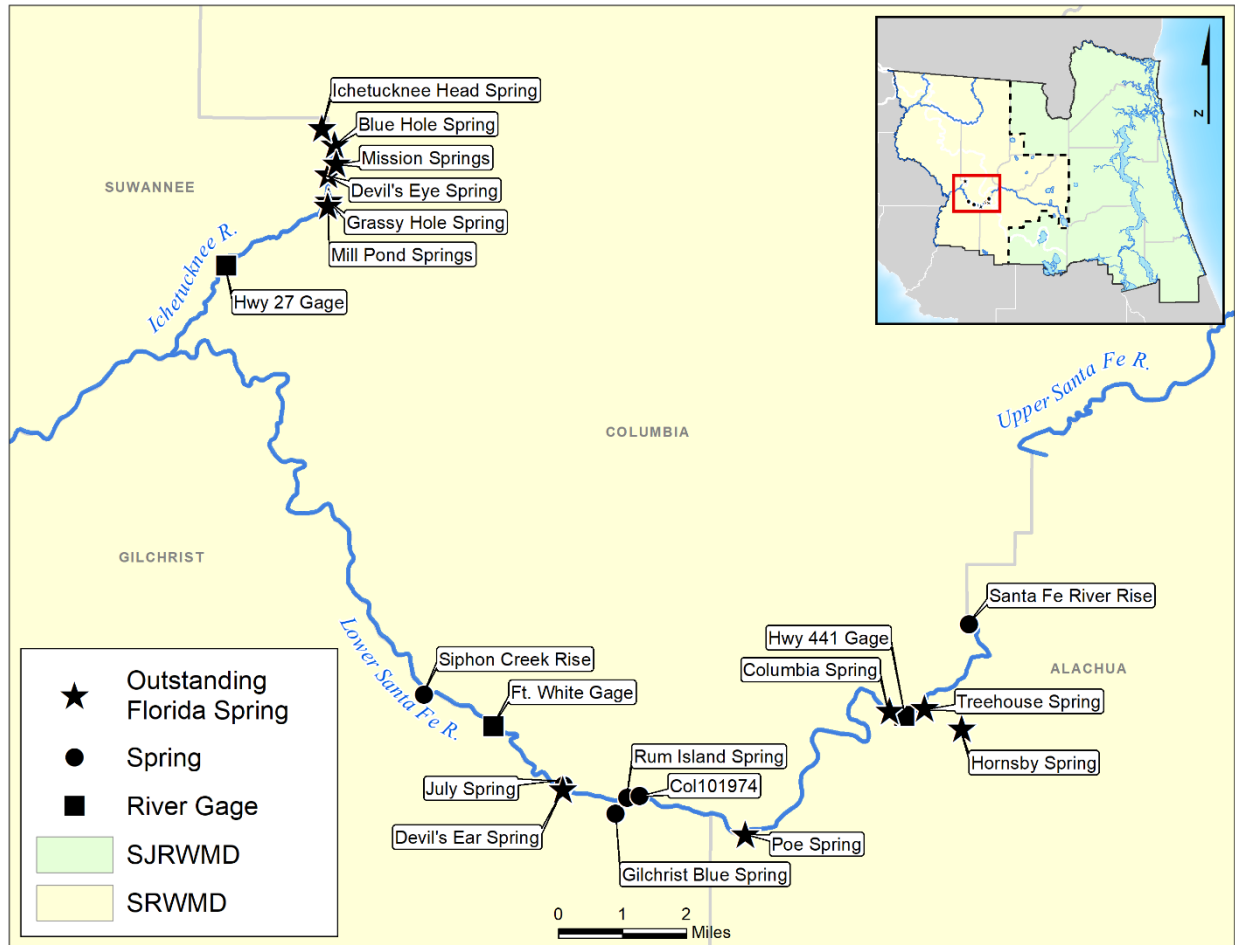 Ichetucknee Head Spring
Blue Hole Spring
Mission Springs
SUWANNEE
Devil's Eye Spring
Grassy Hole Spring
Mill Pond Springs
Ichetucknee R.
Hwy 27 Gage
N
Upper Santa Fe R.
COLUMBIA
GILCHRIST
Santa Fe River Rise
Hwy 441 Gage
Siphon Creek Rise
Columbia Spring
ALACHUA
Lower Santa Fe R.
Ft. White Gage
Treehouse Spring
Rum Island Spring
Hornsby Spring
July Spring
Col101974
Devil's Ear Spring
Poe Spring
Gilchrist Blue Spring
Outstanding
Florida Spring
Spring
River Gage
SJRWMD
SRWMD
0 1 2
Miles